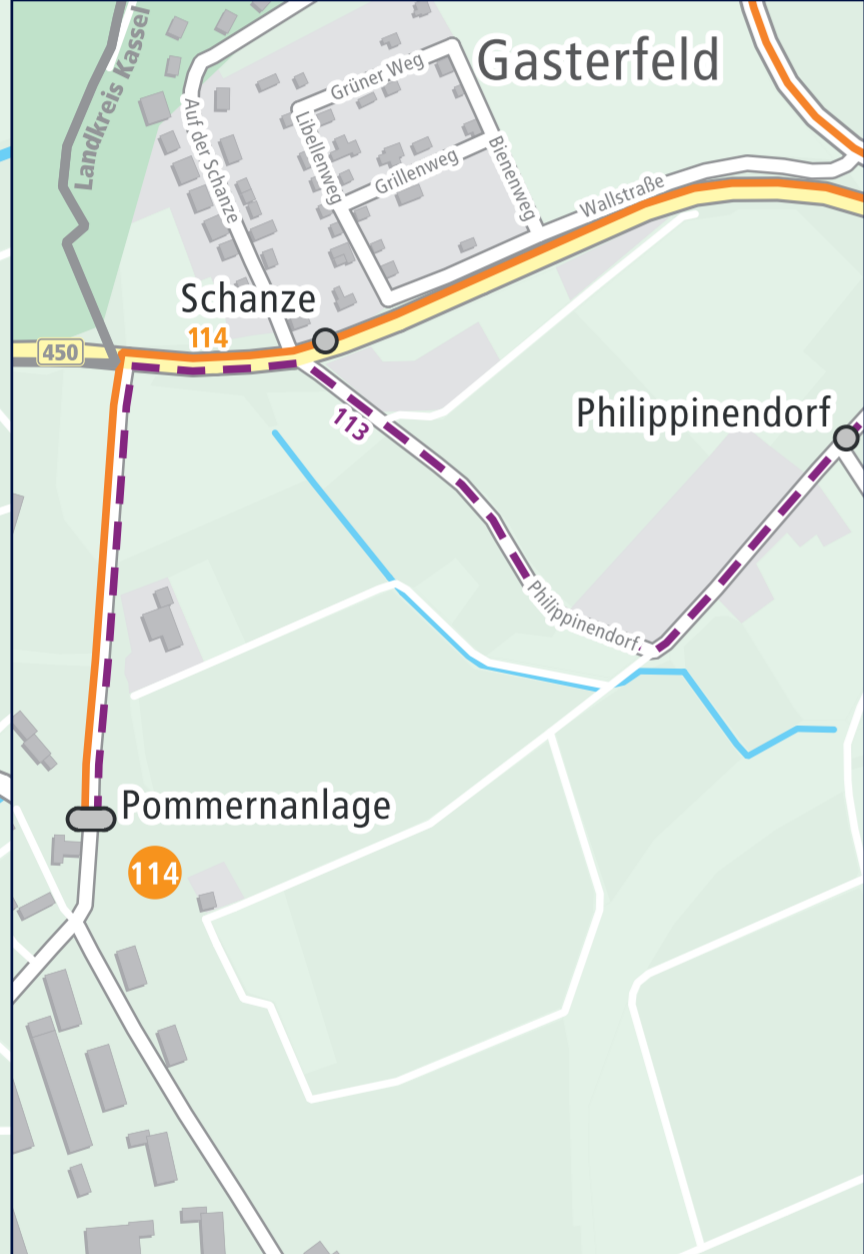 Landkreis Kassel
Gasterfeld
Grüner Weg
Auf der Schanze
Libellenweg
Grillenweg
Bienenweg
Wallstraße
Schanze
114
450
113
Philippinendorf
Philippinendorf
Pommernanlage
114